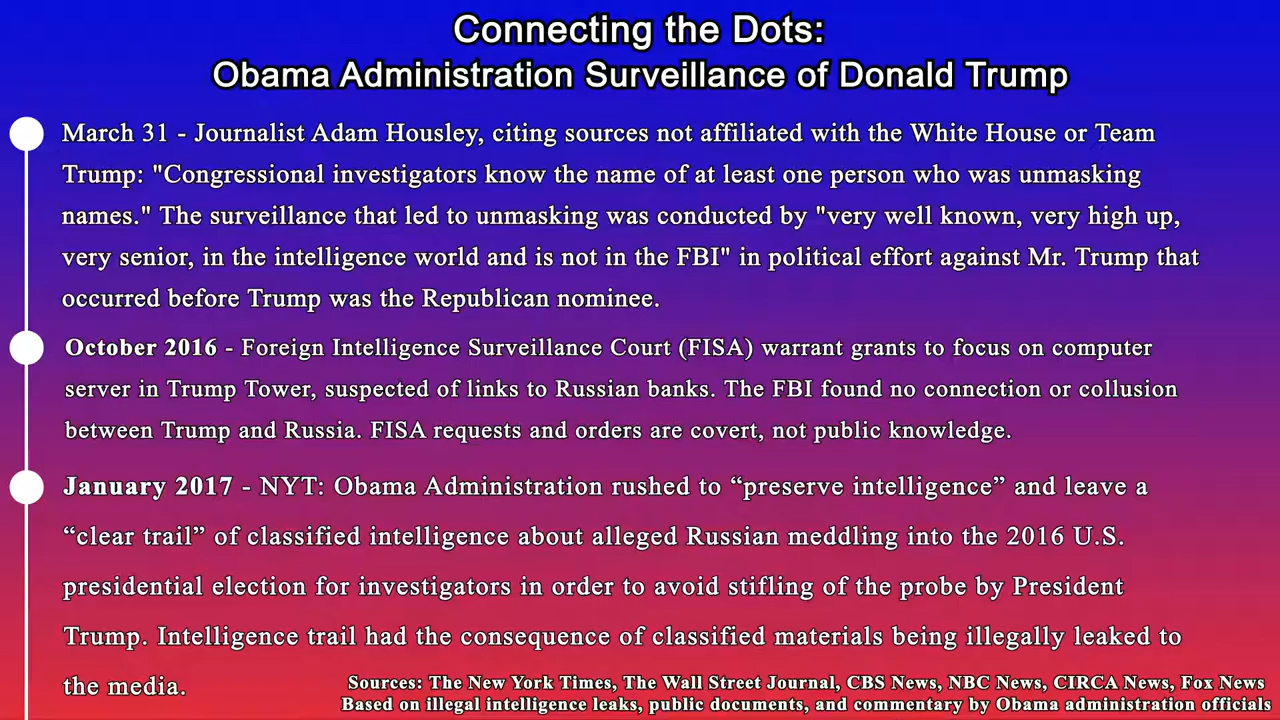 Connecting the Dots:
Obama Administration Surveillance of Donald Trump
March 31 - Journalist Adam Housley, citing sources not affiliated with the White House or Team
Trump: "Congressional investigators know the name of at least one person who was unmasking
names." The surveillance that led to unmasking was conducted by "very well known, very high up,
very senior, in the intelligence world and is not in the FBI" in political effort against Mr. Trump that
occurred before Trump was the Republican nominee.
October 2016 - Foreign Intelligence Surveillance Court (FISA) warrant grants to focus on computer
server in Trump Tower, suspected of links to Russian banks. The FBI found no connection or collusion
between Trump and Russia. FISA requests and orders are covert, not public knowledge.
January 2017 - NYT: Obama Administration rushed to “preserve intelligence” and leave a
“clear trail” of classified intelligence about alleged Russian meddling into the 2016 U.S.
presidential election for investigators in order to avoid stifling of the probe by President
Trump. Intelligence trail had the consequence of classified materials being illegally leaked to
the media.
Sources: The New York Times, The Wall Street Journal, CBS News, NBC News, CIRCA News, Fox News
Based on illegal intelligence leaks, public documents, and commentary by Obama administration officials